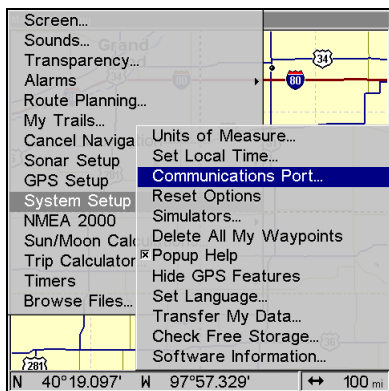 Screen...
Sounds...
Transparency...
Alarms
Route Planning...
My Trails...
Cancel Naviga
Sonar Setup
GPS Setup
System Setup
NMEA 2000
Sun/Moon Calc
Trip Calculator
Timers
Browse Files...
Units of Measure...
Set Local Time...
Communications Port...
Reset Options
Simulators...
Delete All My Waypoints
Popup Help
Hide GPS Features
Set Language...
Transfer My Data...
Check Free Storage...
Software Information...
Grand
34
34
80
80
281
N 40°19.097' W 97°57.329' ↔ 100 mi